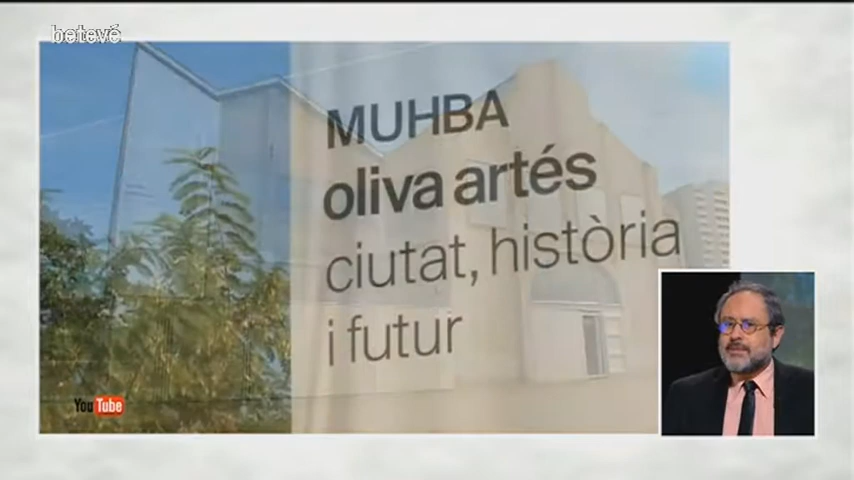 betevé
MUHBA
oliva artés
ciutat, història
i futur
YouTube